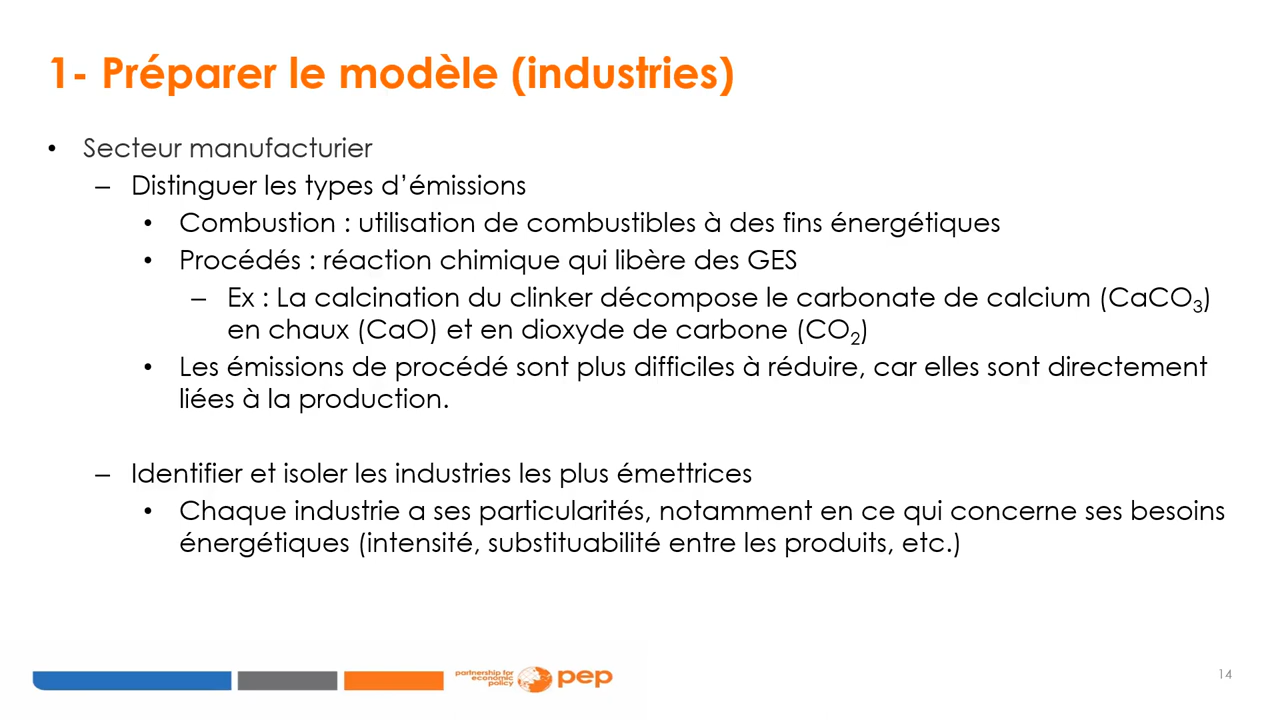 1- Préparer le modèle (industries)
• Secteur manufacturier
– Distinguer les types d’émissions
• Combustion : utilisation de combustibles à des fins énergétiques
• Procédés : réaction chimique qui libère des GES
– Ex : La calcination du clinker décompose le carbonate de calcium (CaCO₃)
en chaux (CaO) et en dioxyde de carbone (CO₂)
• Les émissions de procédé sont plus difficiles à réduire, car elles sont directement
liées à la production.
– Identifier et isoler les industries les plus émettrices
• Chaque industrie a ses particularités, notamment en ce qui concerne ses besoins
énergétiques (intensité, substituabilité entre les produits, etc.)
partnership for
economic
policy
pep
14